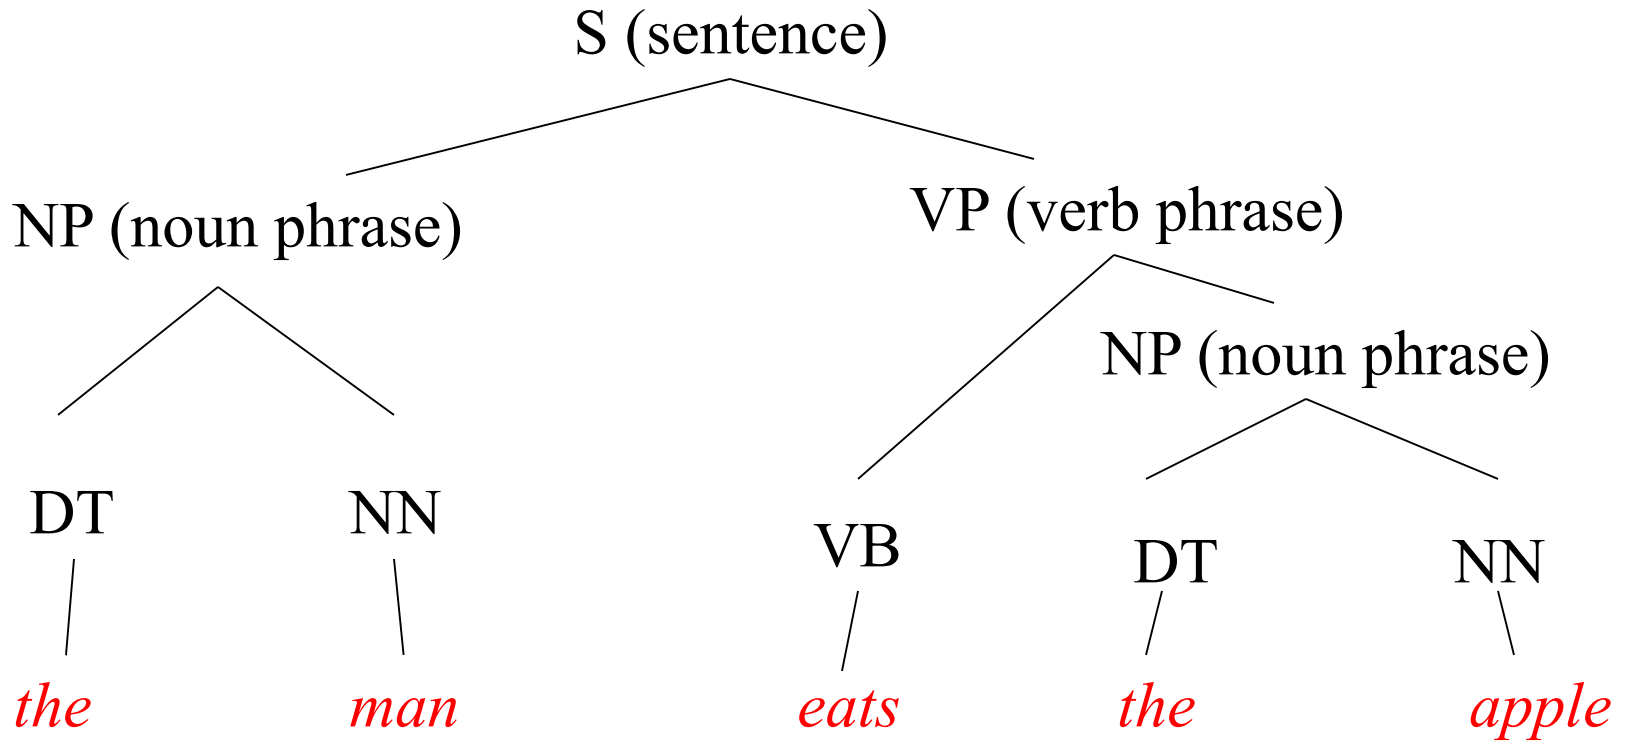 S (sentence)
NP (noun phrase)
VP (verb phrase)
NP (noun phrase)
DT
NN
VB
DT
NN
the
man
eats
the
apple